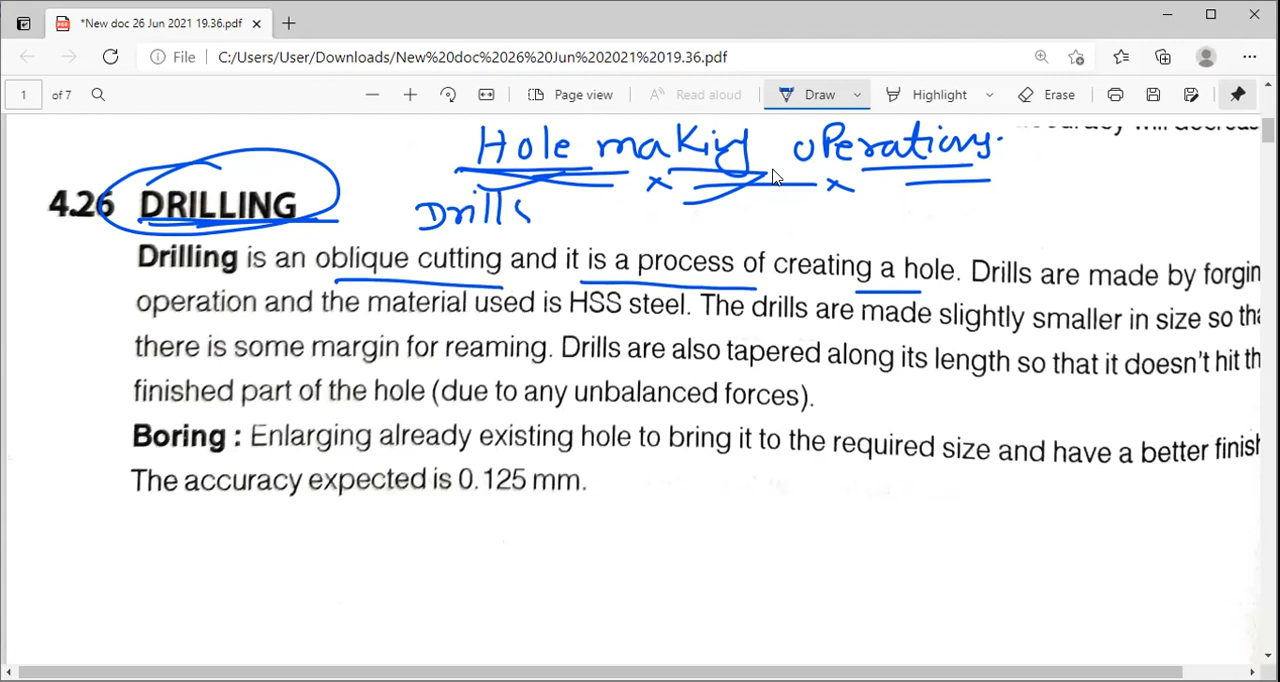 *New doc 26 Jun 2021 19.36.pdf
File C:/Users/User/Downloads/New%20doc%2026%20Jun%202021%2019.36.pdf
1 of 7 Page view Read aloud Draw Highlight Erase
Hole making operations.
4.26 DRILLING
Drills
Drilling is an oblique cutting and it is a process of creating a hole. Drills are made by forgin
operation and the material used is HSS steel. The drills are made slightly smaller in size so tha
there is some margin for reaming. Drills are also tapered along its length so that it doesn't hit th
finished part of the hole (due to any unbalanced forces).
Boring : Enlarging already existing hole to bring it to the required size and have a better finish
The accuracy expected is 0.125 mm.